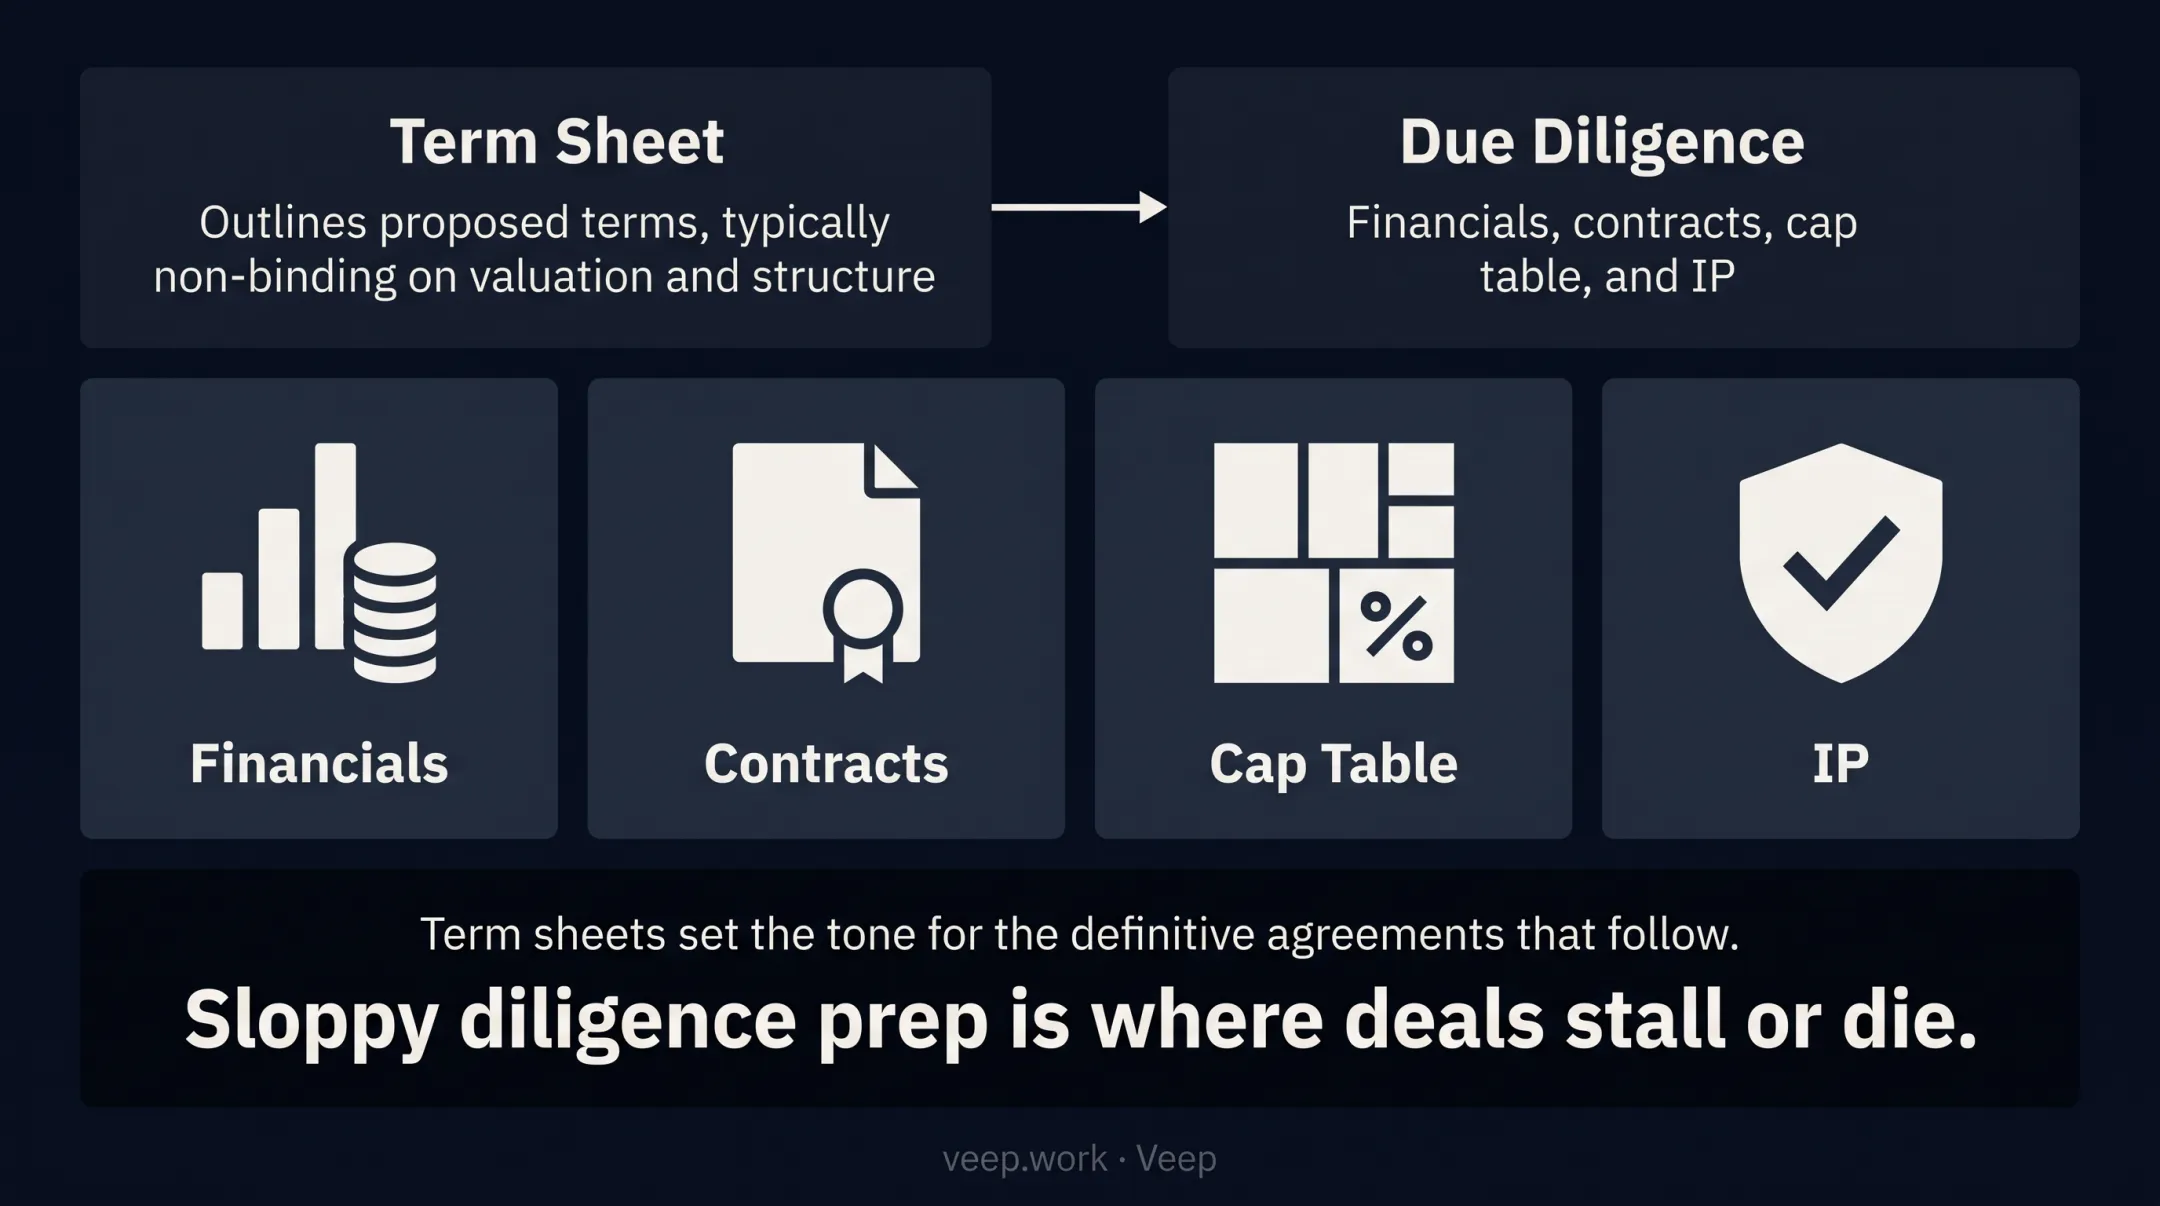 Term Sheet
Outlines proposed terms, typically
non-binding on valuation and structure
Due Diligence
Financials, contracts, cap
table, and IP
Financials
Contracts
%
Cap Table
IP
Term sheets set the tone for the definitive agreements that follow.
Sloppy diligence prep is where deals stall or die.
veep.work · Veep